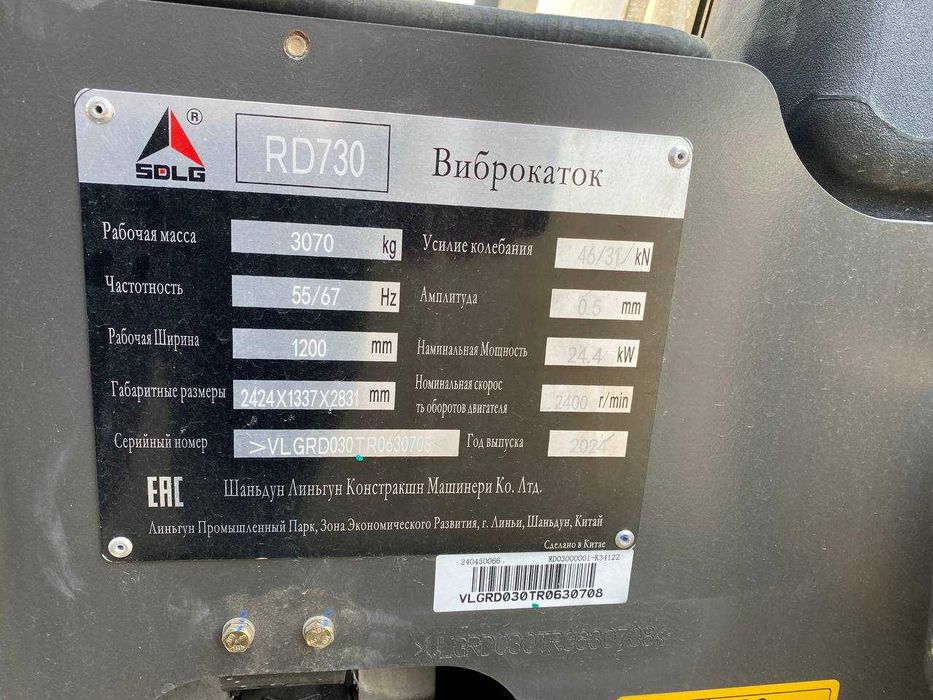 ®
SDLG
RD730
Виброкаток
Рабочая масса 3070 kg
Усилие колебания 46/31/ kN
Частотность 55/67 Hz
Амплитуда 0.5 mm
Рабочая Ширина 1200 mm
Наминальная Мощность 24.4 kW
Габаритные размеры 2424X1337X2831 mm
Номинальная скорос
ть оборотов двигателя 2400 r/min
Серийный номер >VLGRD030TR0630708<
Год выпуска 2024
EAC Шаньдун Линьгун Констракшн Машинери Ко. Лтд.
Линьгун Промышленный Парк, Зона Экономического Развития, г. Линьи, Шаньдун, Китай
Сделано в Китае
240450066 RD03000001-K34122
VLGRD030TR0630708
>VLGRD030TR0630708<